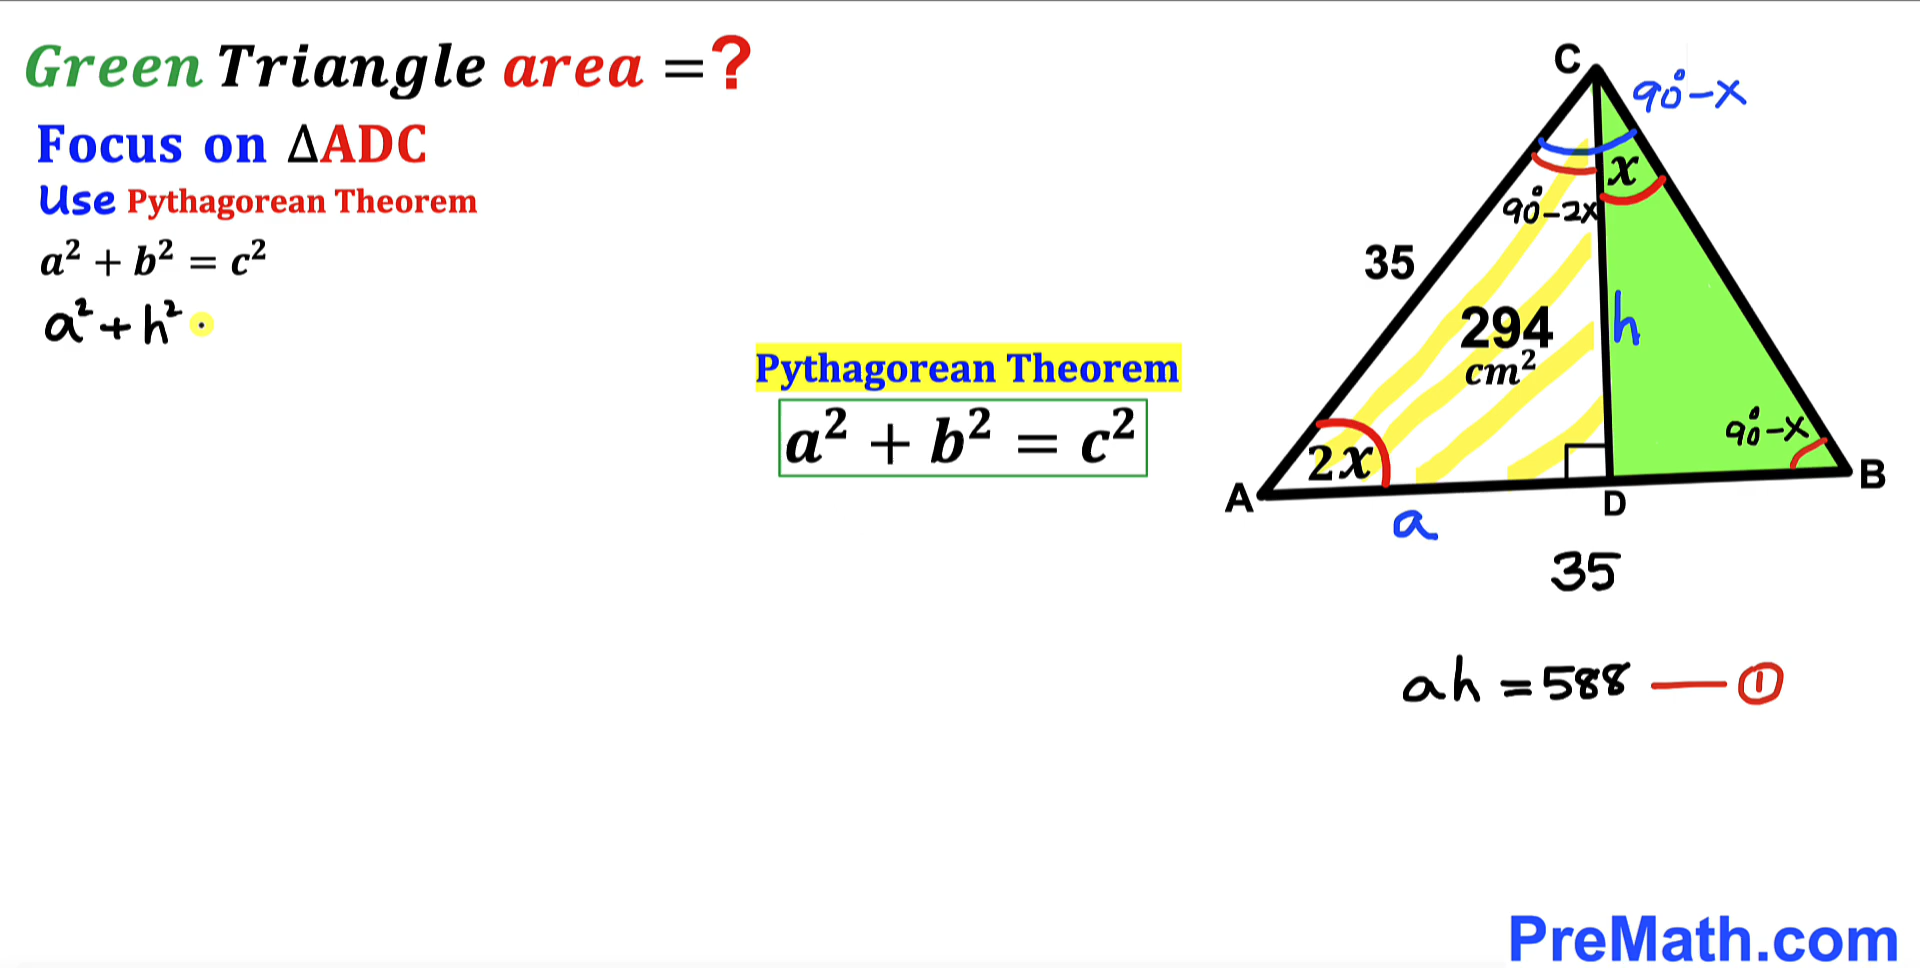 Green Triangle area = ?
Focus on ΔADC
Use Pythagorean Theorem
a² + b² = c²
a² + h²
Pythagorean Theorem
a² + b² = c²
C
90°-x
x
90°-2x
35
294
cm²
h
90°-x
2x
A
B
D
a
35
ah = 588 — ①
PreMath.com